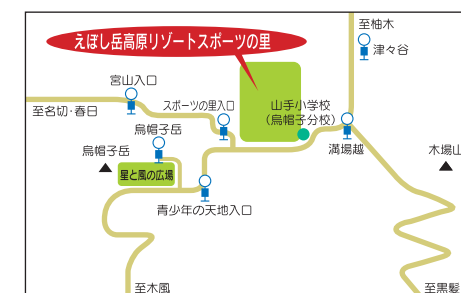 至柚木
えぼし岳高原リゾートスポーツの里
津々谷
宮山入口
至名切・春日
スポーツの里入口
山手小学校
(烏帽子分校)
烏帽子岳
満場越
烏帽子岳
木場山
星と風の広場
青少年の天地入口
至木風
至黒髪